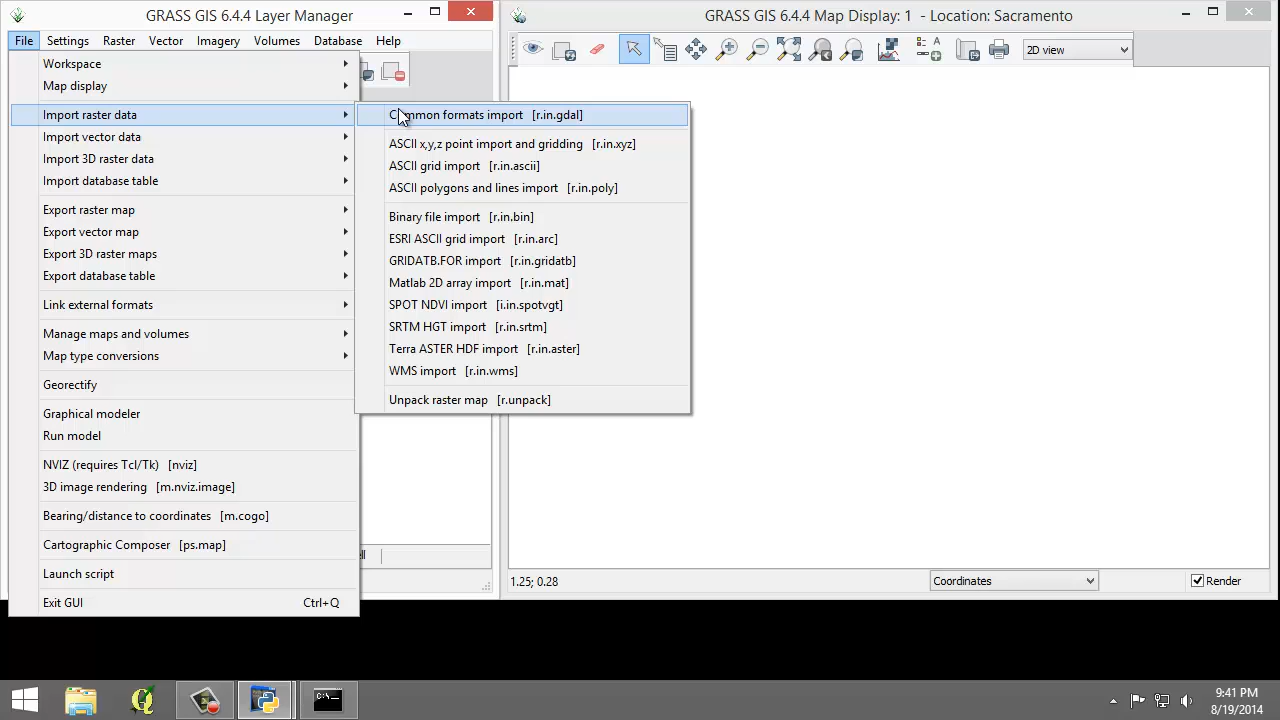 GRASS GIS 6.4.4 Layer Manager
File Settings Raster Vector Imagery Volumes Database Help
Workspace
Map display
Import raster data
Import vector data
Import 3D raster data
Import database table
Export raster map
Export vector map
Export 3D raster maps
Export database table
Link external formats
Manage maps and volumes
Map type conversions
Georectify
Graphical modeler
Run model
NVIZ (requires Tcl/Tk) [nviz]
3D image rendering [m.nviz.image]
Bearing/distance to coordinates [m.cogo]
Cartographic Composer [ps.map]
Launch script
Exit GUI Ctrl+Q
Common formats import [r.in.gdal]
ASCII x,y,z point import and gridding [r.in.xyz]
ASCII grid import [r.in.ascii]
ASCII polygons and lines import [r.in.poly]
Binary file import [r.in.bin]
ESRI ASCII grid import [r.in.arc]
GRIDATB.FOR import [r.in.gridatb]
Matlab 2D array import [r.in.mat]
SPOT NDVI import [i.in.spotvgt]
SRTM HGT import [r.in.srtm]
Terra ASTER HDF import [r.in.aster]
WMS import [r.in.wms]
Unpack raster map [r.unpack]
GRASS GIS 6.4.4 Map Display: 1 - Location: Sacramento
2D view
1.25; 0.28
Coordinates
Render
9:41 PM
8/19/2014